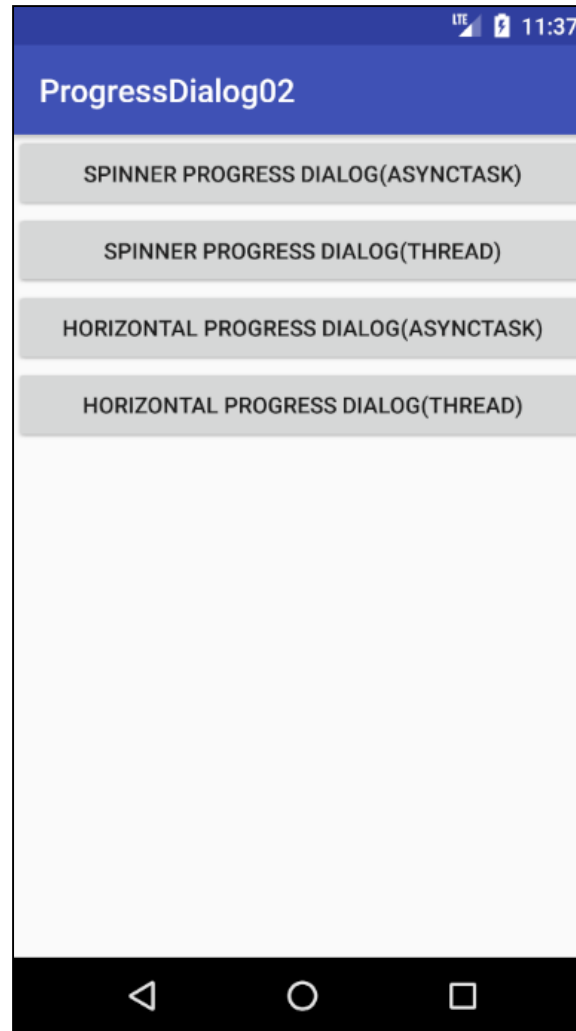 LTE 11:37
ProgressDialog02
SPINNER PROGRESS DIALOG(ASYNCTASK)
SPINNER PROGRESS DIALOG(THREAD)
HORIZONTAL PROGRESS DIALOG(ASYNCTASK)
HORIZONTAL PROGRESS DIALOG(THREAD)